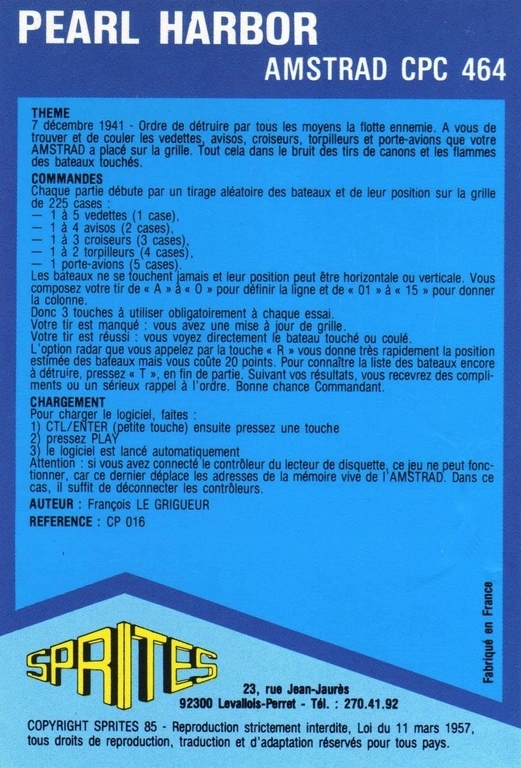 PEARL HARBOR
AMSTRAD CPC 464
THEME
7 décembre 1941 - Ordre de détruire par tous les moyens la flotte ennemie. A vous de
trouver et de couler les vedettes, avisos, croiseurs, torpilleurs et porte-avions que votre
AMSTRAD a placé sur la grille. Tout cela dans le bruit des tirs de canons et les flammes
des bateaux touchés.
COMMANDES
Chaque partie débute par un tirage aléatoire des bateaux et de leur position sur la grille
de 225 cases :
— 1 à 5 vedettes (1 case),
— 1 à 4 avisos (2 cases),
— 1 à 3 croiseurs (3 cases),
— 1 à 2 torpilleurs (4 cases),
— 1 porte-avions (5 cases).
Les bateaux ne se touchent jamais et leur position peut être horizontale ou verticale. Vous
composez votre tir de « A » à « O » pour définir la ligne et de « 01 » à « 15 » pour donner
la colonne.
Donc 3 touches à utiliser obligatoirement à chaque essai.
Votre tir est manqué : vous avez une mise à jour de grille.
Votre tir est réussi : vous voyez directement le bateau touché ou coulé.
L'option radar que vous appelez par la touche « R » vous donne très rapidement la position
estimée des bateaux mais vous coûte 20 points. Pour connaître la liste des bateaux encore
à détruire, pressez « T », en fin de partie. Suivant vos résultats, vous recevrez des compli-
ments ou un sérieux rappel à l'ordre. Bonne chance Commandant.
CHARGEMENT
Pour charger le logiciel, faites :
1) CTL/ENTER (petite touche) ensuite pressez une touche
2) pressez PLAY
3) le logiciel est lancé automatiquement
Attention : si vous avez connecté le contrôleur du lecteur de disquette, ce jeu ne peut fonc-
tionner, car ce dernier déplace les adresses de la mémoire vive de l'AMSTRAD. Dans ce
cas, il suffit de déconnecter les contrôleurs.
AUTEUR : François LE GRIGUEUR
REFERENCE : CP 016
Fabriqué en France
SPRITES
23, rue Jean-Jaurès
92300 Levallois-Perret - Tél. : 270.41.92
COPYRIGHT SPRITES 85 - Reproduction strictement interdite, Loi du 11 mars 1957,
tous droits de reproduction, traduction et d'adaptation réservés pour tous pays.